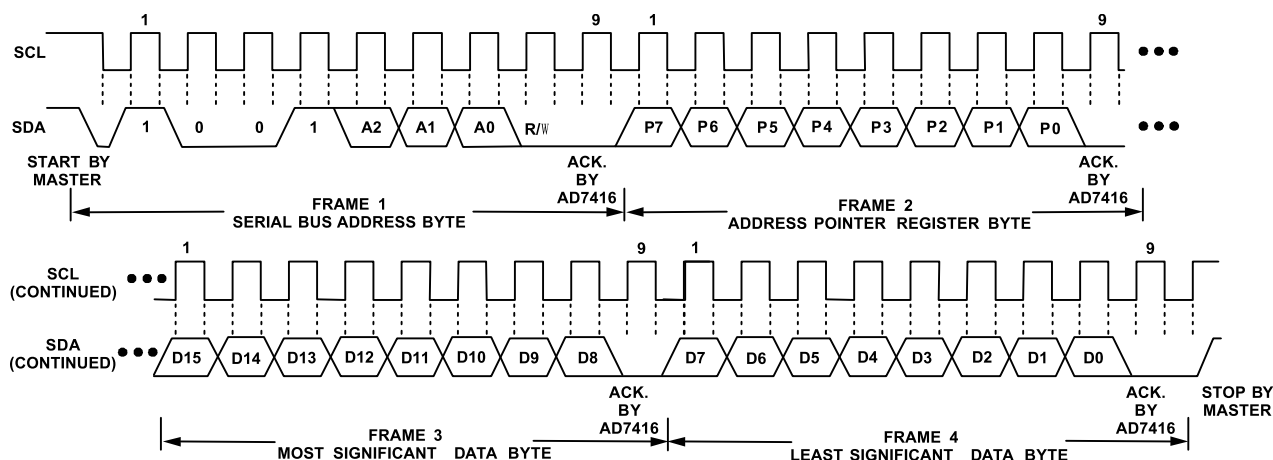 1 9 1 9
SCL
SDA 1 0 0 1 A2 A1 A0 R/W P7 P6 P5 P4 P3 P2 P1 P0
START BY
MASTER
ACK.
BY
AD7416
ACK.
BY
AD7416
FRAME 1
SERIAL BUS ADDRESS BYTE
FRAME 2
ADDRESS POINTER REGISTER BYTE
1 9 1 9
SCL
(CONTINUED)
SDA
(CONTINUED)
D15 D14 D13 D12 D11 D10 D9 D8 D7 D6 D5 D4 D3 D2 D1 D0
ACK.
BY
AD7416
ACK.
BY
AD7416
STOP BY
MASTER
FRAME 3
MOST SIGNIFICANT DATA BYTE
FRAME 4
LEAST SIGNIFICANT DATA BYTE